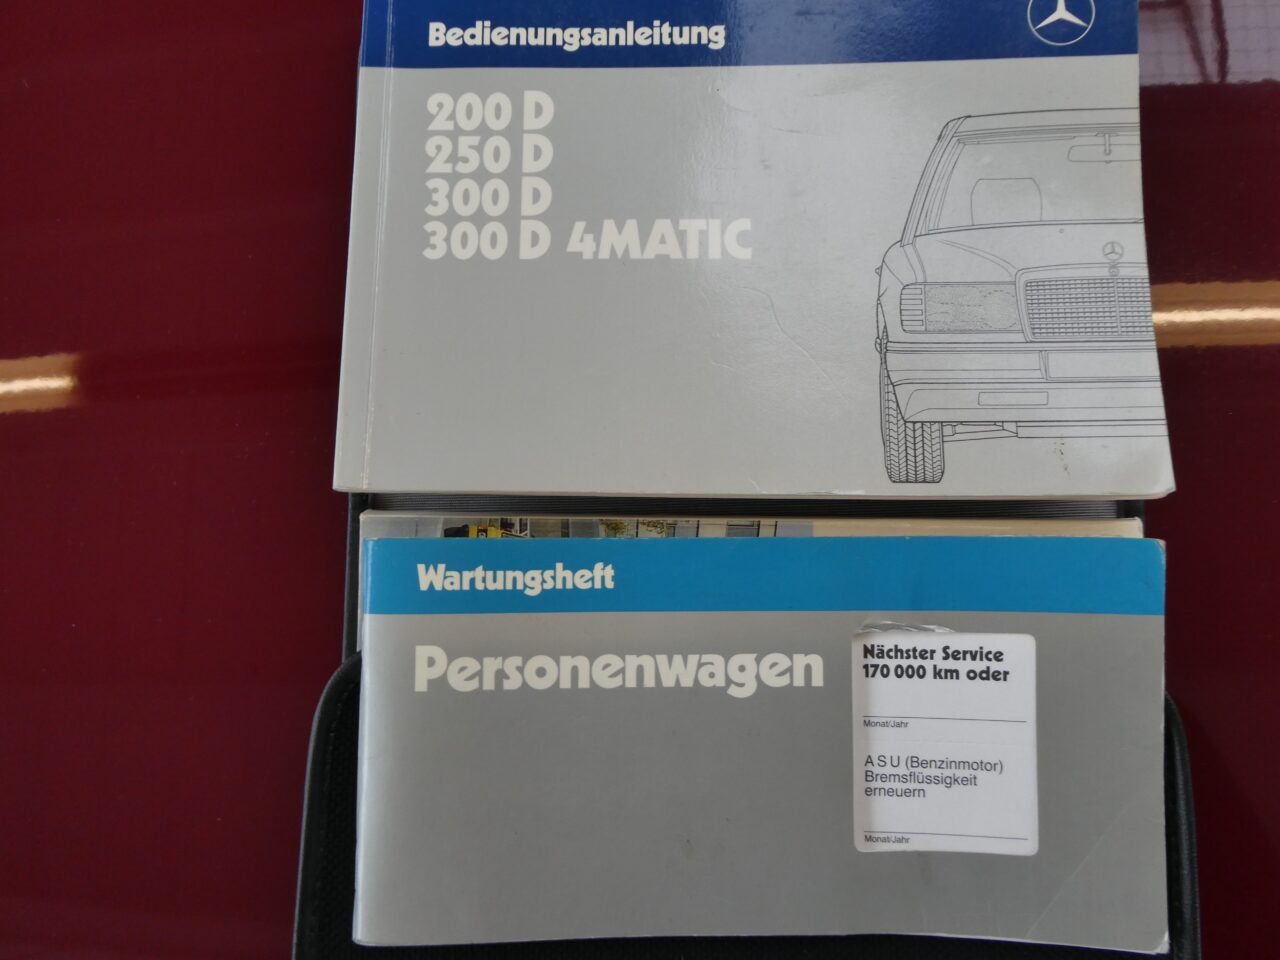 Bedienungsanleitung
200 D
250 D
300 D
300 D 4MATIC
Wartungsheft
Personenwagen
Nächster Service
170 000 km oder
Monat/Jahr
A S U (Benzinmotor)
Bremsflüssigkeit
erneuern
Monat/Jahr